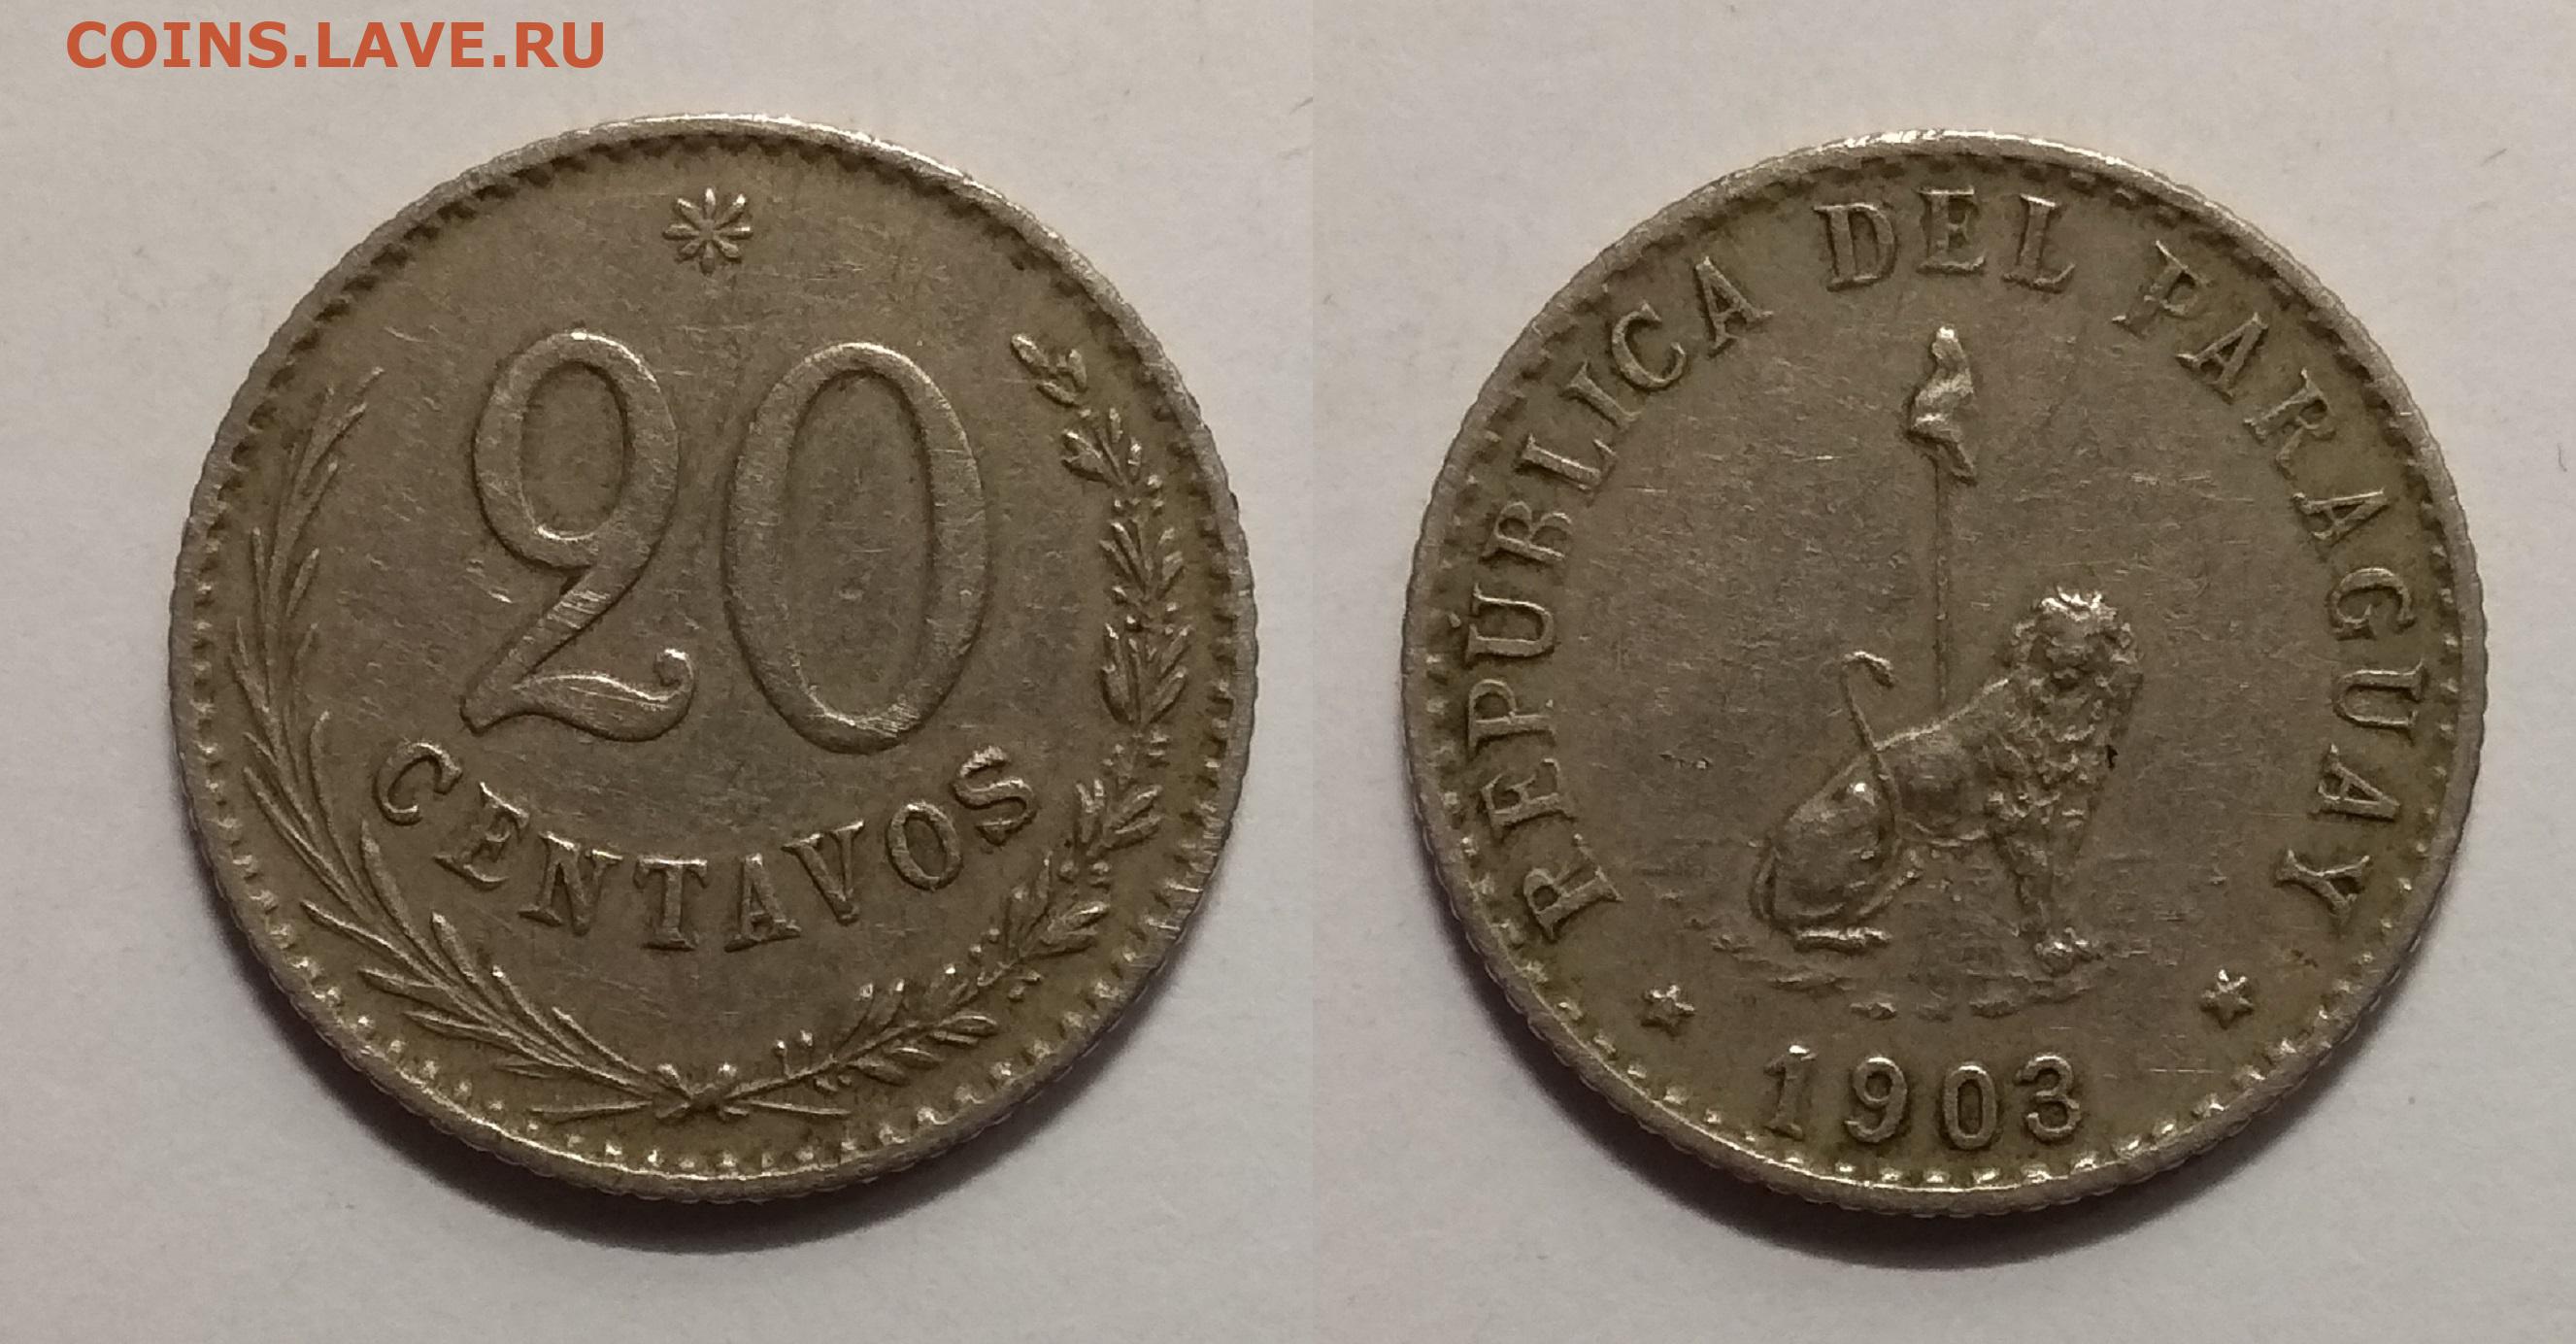 COINS.LAVE.RU
20
CENTAVOS
REPÚBLICA DEL PARAGUAY
1903